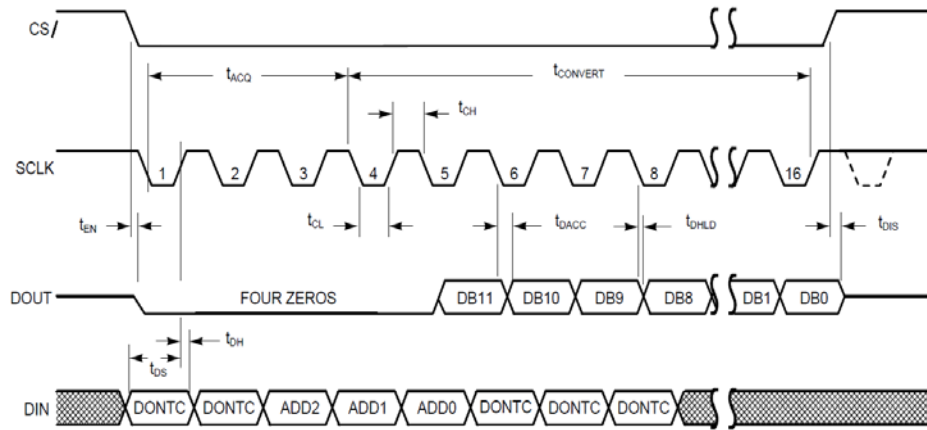 CS/
tACQ
tCONVERT
tCH
SCLK
1 2 3 4 5 6 7 8 16
tEN
tCL
tDACC
tDHLD
tDIS
DOUT
FOUR ZEROS
DB11 DB10 DB9 DB8 DB1 DB0
tDH
tDS
DIN
DONTC DONTC ADD2 ADD1 ADD0 DONTC DONTC DONTC